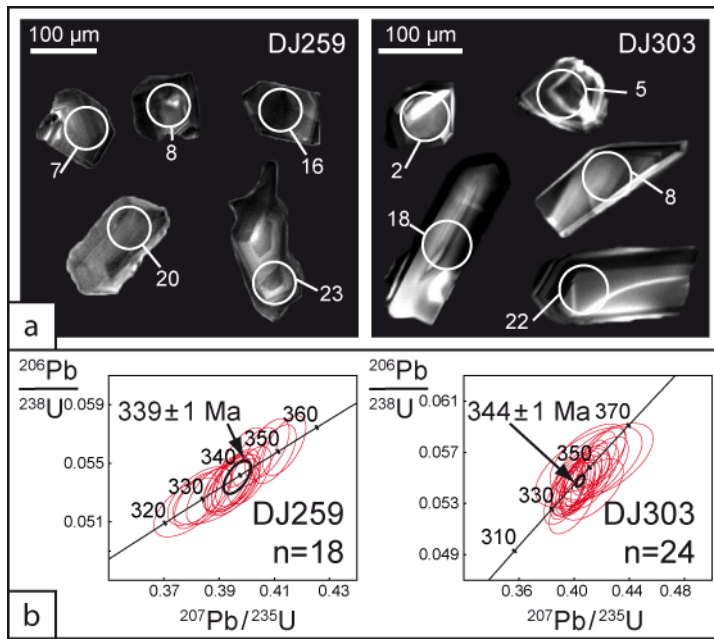 100 µm
DJ259
7
8
16
20
23
a
100 µm
DJ303
2
5
8
18
22
206Pb
238U
0.059
0.055
0.051
339±1 Ma
360
350
340
330
320
DJ259
n=18
0.37
0.39
0.41
0.43
207Pb/235U
b
206Pb
238U
0.061
0.057
0.053
0.049
344±1 Ma
370
350
330
310
DJ303
n=24
0.36
0.40
0.44
0.48
207Pb/235U